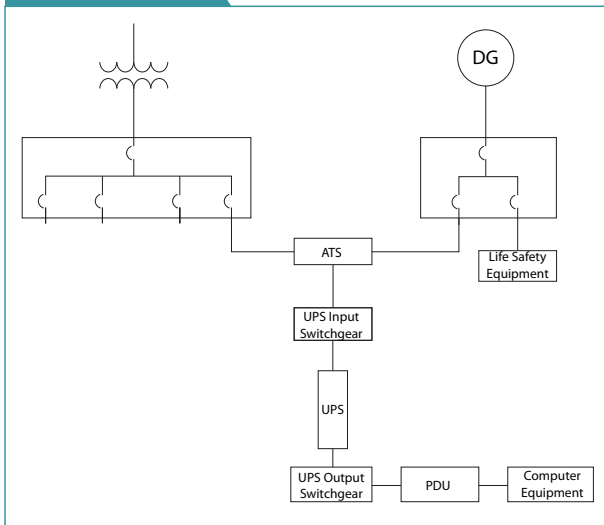 DG
ATS
Life Safety
Equipment
UPS Input
Switchgear
UPS
UPS Output
Switchgear
PDU
Computer
Equipment